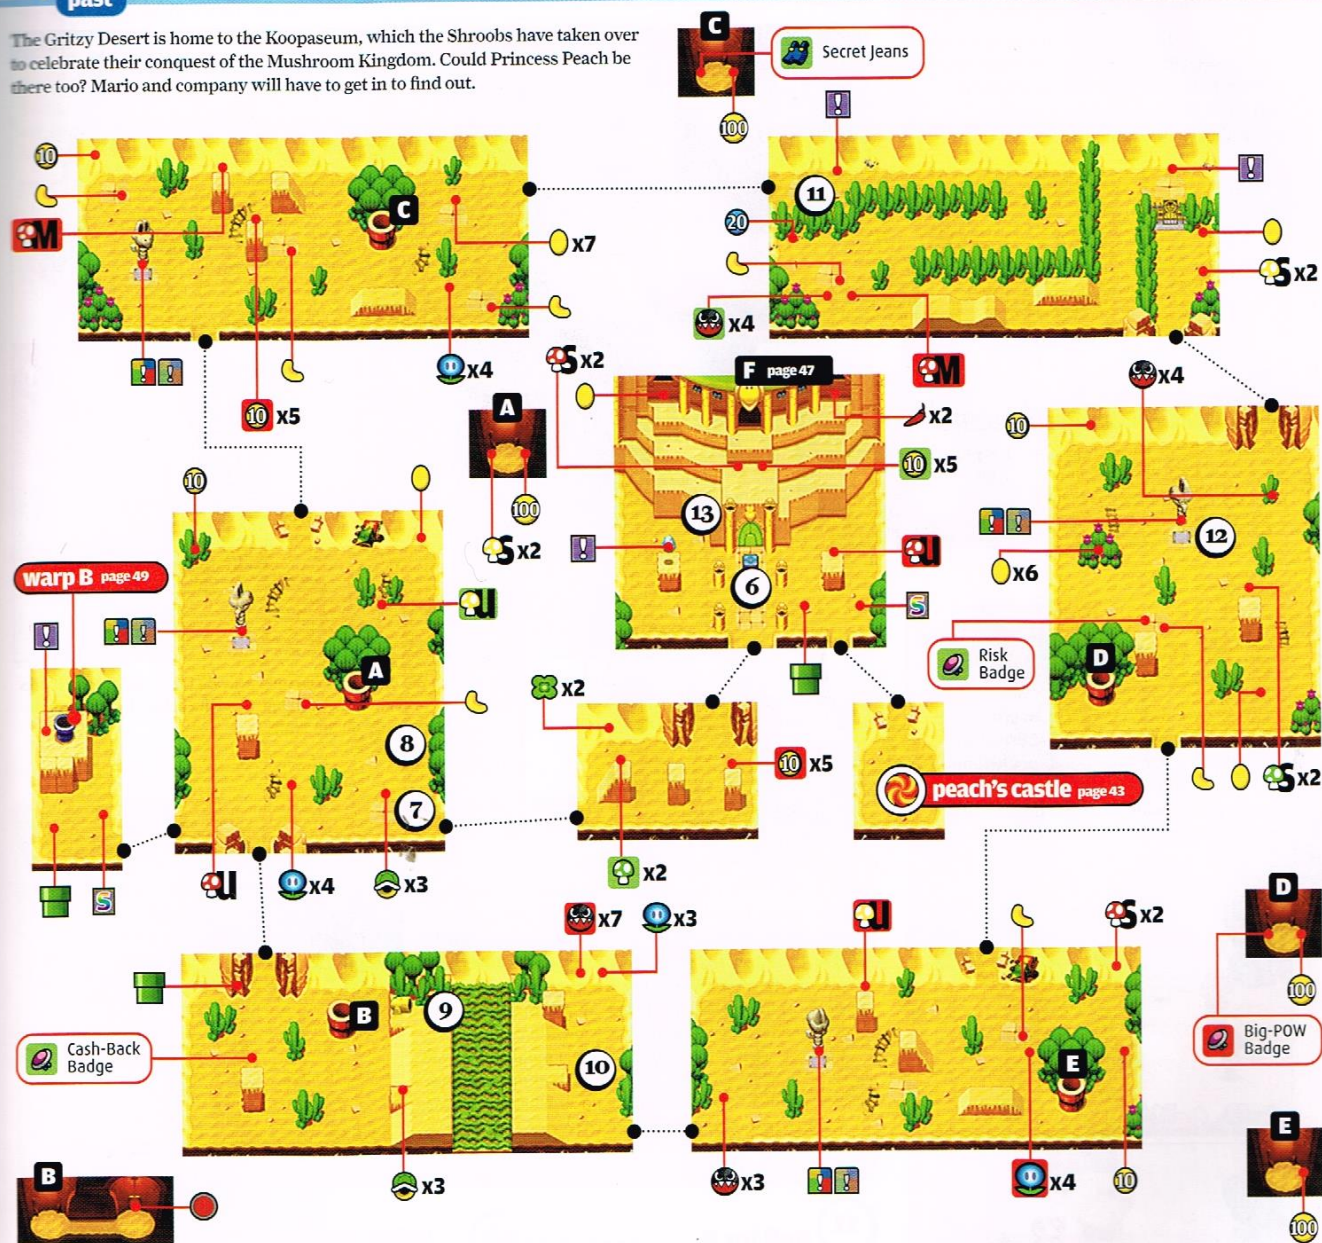 past
The Gritzy Desert is home to the Koopaseum, which the Shroobs have taken over
to celebrate their conquest of the Mushroom Kingdom. Could Princess Peach be
there too? Mario and company will have to get in to find out.
C
Secret Jeans
100
!
10
M
C
x7
10 x5
x4
! !
11
!
20
x4
M
S x2
S x2
F page 47
x2
10 x5
13
!
6
u
S
A
100
S x2
x4
10
! !
12
x6
Risk
Badge
D
S x2
10
warp B page 49
!
! !
u
A
8
7
S
u
x4
x3
x2
10 x5
x2
peach's castle page 43
B
9
10
Cash-Back
Badge
x3
x7
x3
u
S x2
E
x3
! !
x4
10
D
100
Big-POW
Badge
E
100
B